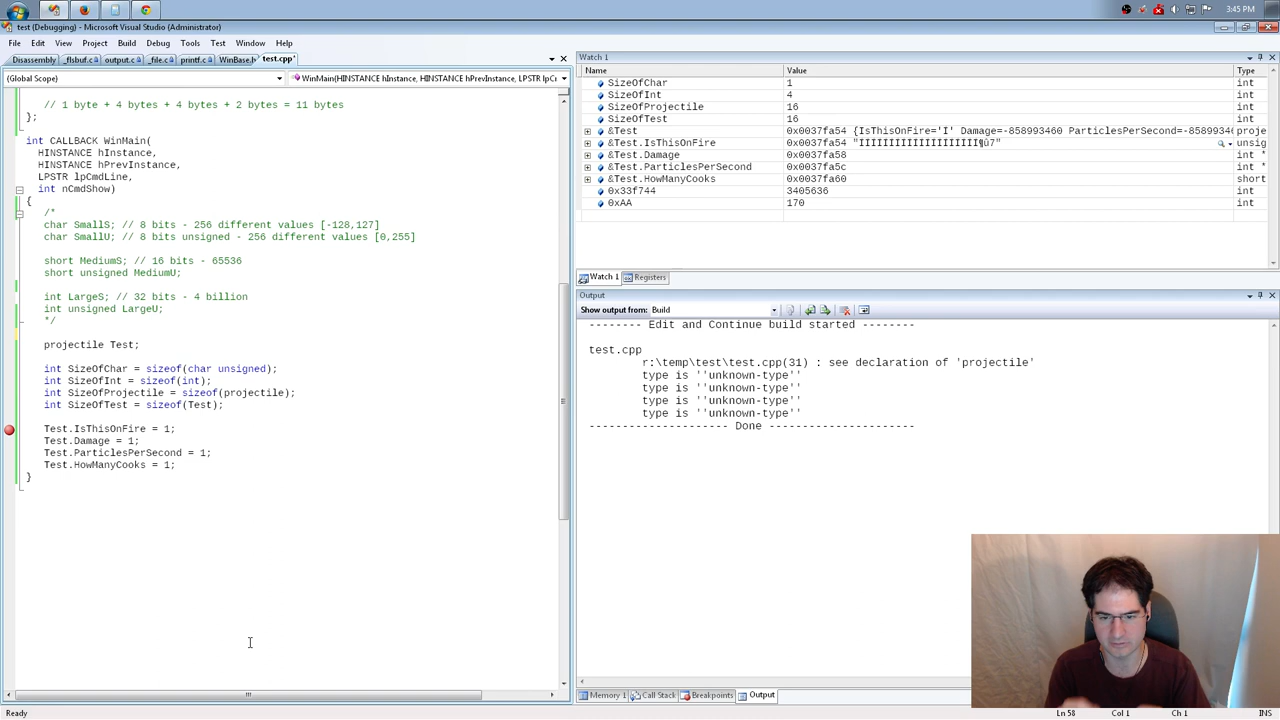 3:45 PM
test (Debugging) - Microsoft Visual Studio (Administrator)
File Edit View Project Build Debug Tools Test Window Help
Disassembly _flsbuf.c output.c _file.c printf.c WinBase.h test.cpp*
(Global Scope) WinMain(HINSTANCE hInstance, HINSTANCE hPrevInstance, LPSTR lpCm
// 1 byte + 4 bytes + 4 bytes + 2 bytes = 11 bytes
};
int CALLBACK WinMain(
HINSTANCE hInstance,
HINSTANCE hPrevInstance,
LPSTR lpCmdLine,
int nCmdShow)
{
/*
char SmallS; // 8 bits - 256 different values [-128,127]
char SmallU; // 8 bits unsigned - 256 different values [0,255]
short MediumS; // 16 bits - 65536
short unsigned MediumU;
int LargeS; // 32 bits - 4 billion
int unsigned LargeU;
*/
projectile Test;
int SizeOfChar = sizeof(char unsigned);
int SizeOfInt = sizeof(int);
int SizeOfProjectile = sizeof(projectile);
int SizeOfTest = sizeof(Test);
Test.IsThisOnFire = 1;
Test.Damage = 1;
Test.ParticlesPerSecond = 1;
Test.HowManyCooks = 1;
}
Watch 1
Name Value Type
SizeOfChar 1 int
SizeOfInt 4 int
SizeOfProjectile 16 int
SizeOfTest 16 int
&Test 0x0037fa54 {IsThisOnFire='Ì' Damage=-858993460 ParticlesPerSecond=-8589934 proje
&Test.IsThisOnFire 0x0037fa54 unsig
&Test.Damage 0x0037fa58 int *
&Test.ParticlesPerSecond 0x0037fa5c int *
&Test.HowManyCooks 0x0037fa60 short
0x33f744 3405636 int
0xAA 170 int
Watch 1 Registers
Output
Show output from: Build
-------- Edit and Continue build started --------
test.cpp
r:\temp\test\test.cpp(31) : see declaration of 'projectile'
type is ''unknown-type''
type is ''unknown-type''
type is ''unknown-type''
type is ''unknown-type''
-------------------- Done ----------------------
Memory 1 Call Stack Breakpoints Output
Ready Ln 58 Col 1 Ch 1 INS